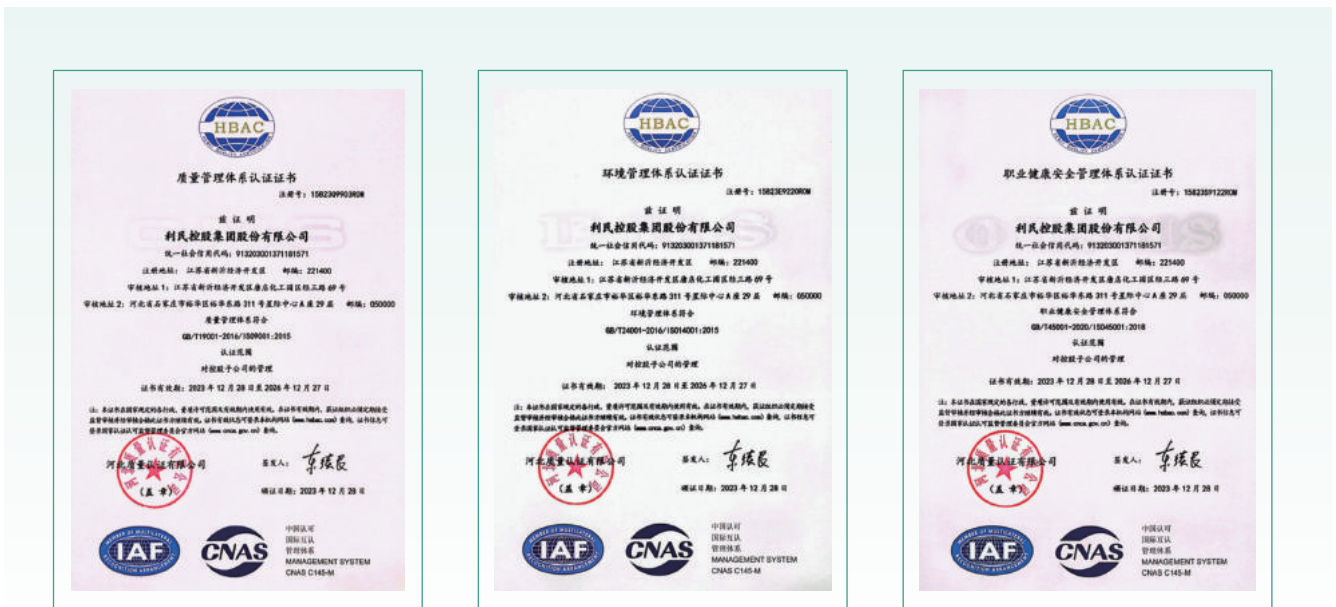 HBAC
质量管理体系认证证书
注册号：15823Q9903R0M
兹证明
利民控股集团股份有限公司
统一社会信用代码：913203001371181571
注册地址：江苏省新沂经济开发区 邮编：221400
审核地址1：江苏省新沂经济开发区唐店化工园区经三路69号
审核地址2：河北省石家庄市裕华区裕华东路311号星际中心A座29层 邮编：050000
质量管理体系符合
GB/T19001-2016/ISO9001:2015
认证范围
对控股子公司的管理
证书有效期：2023年12月28日至2026年12月27日
河北质量认证有限公司
（盖章）
签发人：
颁证日期：2023年12月28日
IAF
CNAS
中国认可
国际互认
管理体系
MANAGEMENT SYSTEM
CNAS C145-M
HBAC
环境管理体系认证证书
注册号：15823E9220R0M
兹证明
利民控股集团股份有限公司
统一社会信用代码：913203001371181571
注册地址：江苏省新沂经济开发区 邮编：221400
审核地址1：江苏省新沂经济开发区唐店化工园区经三路69号
审核地址2：河北省石家庄市裕华区裕华东路311号星际中心A座29层 邮编：050000
环境管理体系符合
GB/T24001-2016/ISO14001:2015
认证范围
对控股子公司的管理
证书有效期：2023年12月28日至2026年12月27日
河北质量认证有限公司
（盖章）
签发人：
颁证日期：2023年12月28日
IAF
CNAS
中国认可
国际互认
管理体系
MANAGEMENT SYSTEM
CNAS C145-M
HBAC
职业健康安全管理体系认证证书
注册号：15823S9122R0M
兹证明
利民控股集团股份有限公司
统一社会信用代码：913203001371181571
注册地址：江苏省新沂经济开发区 邮编：221400
审核地址1：江苏省新沂经济开发区唐店化工园区经三路69号
审核地址2：河北省石家庄市裕华区裕华东路311号星际中心A座29层 邮编：050000
职业健康安全管理体系符合
GB/T45001-2020/ISO45001:2018
认证范围
对控股子公司的管理
证书有效期：2023年12月28日至2026年12月27日
河北质量认证有限公司
（盖章）
签发人：
颁证日期：2023年12月28日
IAF
CNAS
中国认可
国际互认
管理体系
MANAGEMENT SYSTEM
CNAS C145-M